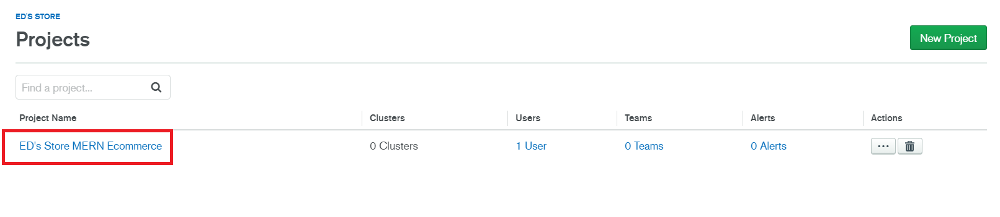 ED'S STORE
Projects
New Project
Find a project...
Project Name Clusters Users Teams Alerts Actions
ED's Store MERN Ecommerce 0 Clusters 1 User 0 Teams 0 Alerts